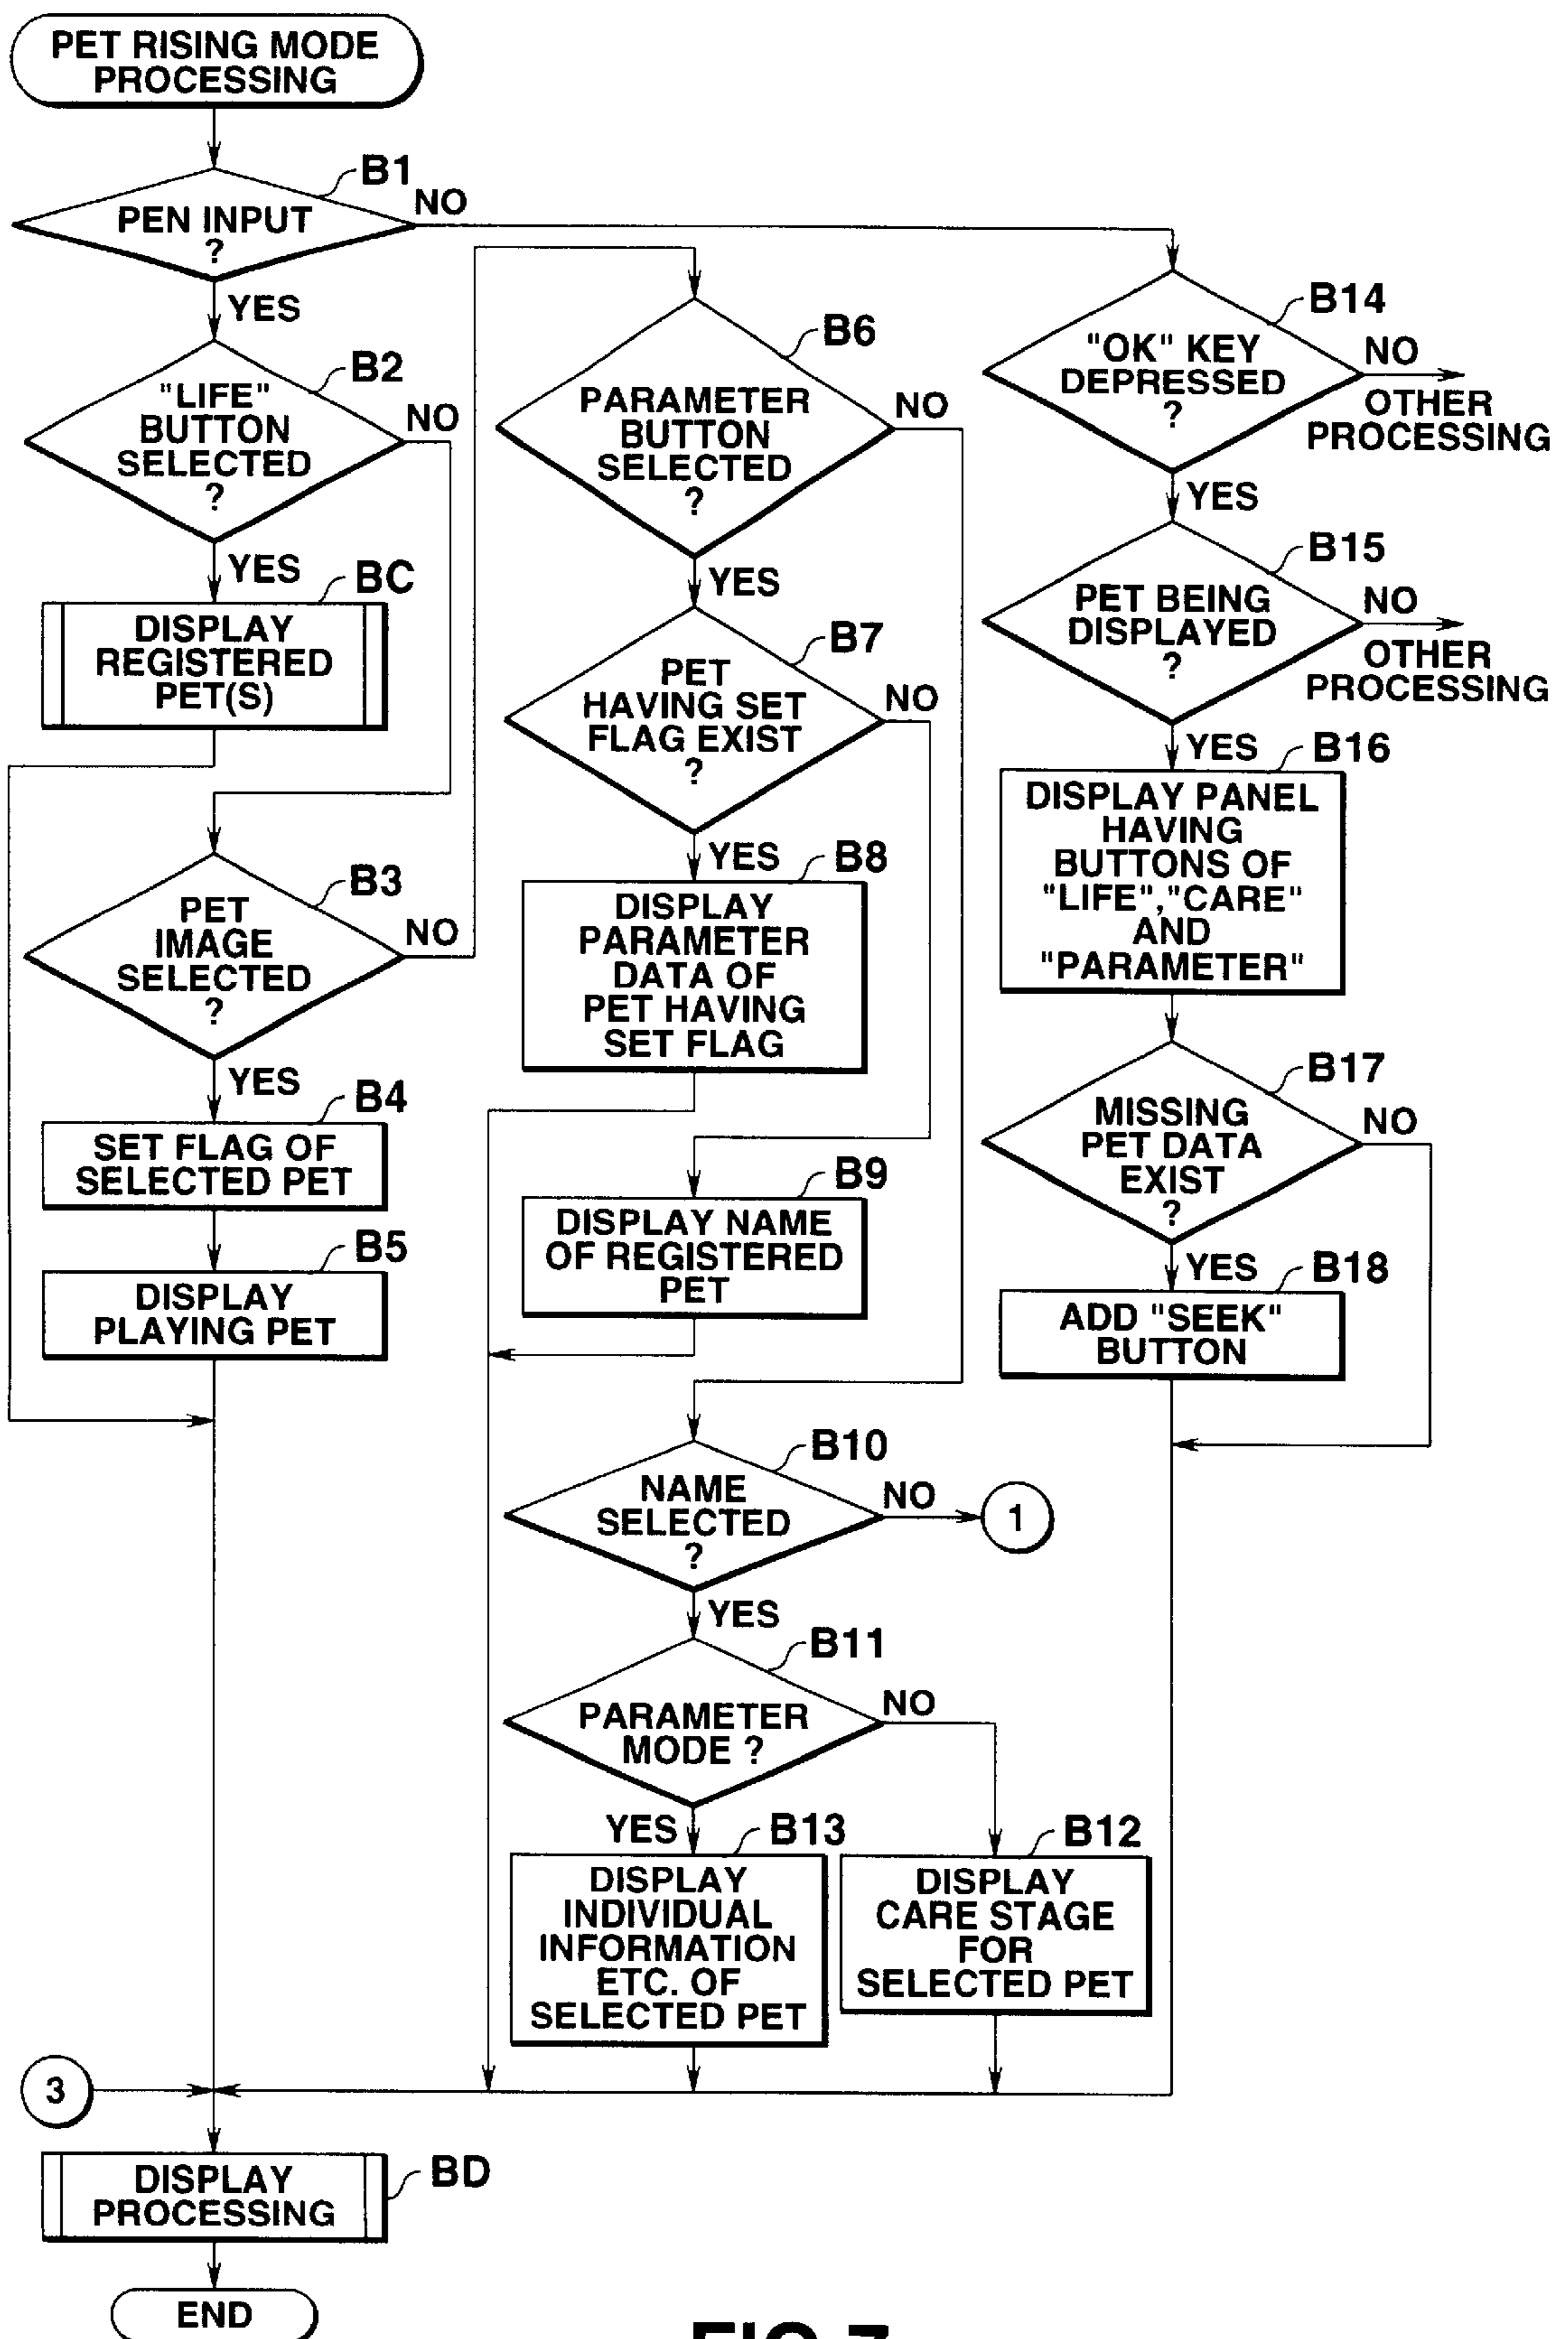 PET RISING MODE
PROCESSING
B1
PEN INPUT
?
NO
YES
B2
"LIFE"
BUTTON
SELECTED
?
NO
YES
BC
DISPLAY
REGISTERED
PET(S)
B3
PET
IMAGE
SELECTED
?
NO
YES
B4
SET FLAG OF
SELECTED PET
B5
DISPLAY
PLAYING PET
B6
PARAMETER
BUTTON
SELECTED
?
NO
YES
B7
PET
HAVING SET
FLAG EXIST
?
NO
YES
B8
DISPLAY
PARAMETER
DATA OF
PET HAVING
SET FLAG
B9
DISPLAY NAME
OF REGISTERED
PET
B10
NAME
SELECTED
?
NO
1
YES
B11
PARAMETER
MODE ?
NO
YES
B13
DISPLAY
INDIVIDUAL
INFORMATION
ETC. OF
SELECTED PET
B12
DISPLAY
CARE STAGE
FOR
SELECTED PET
B14
"OK" KEY
DEPRESSED
?
NO
OTHER
PROCESSING
YES
B15
PET BEING
DISPLAYED
?
NO
OTHER
PROCESSING
YES
B16
DISPLAY PANEL
HAVING
BUTTONS OF
"LIFE","CARE"
AND
"PARAMETER"
B17
MISSING
PET DATA
EXIST
?
NO
YES
B18
ADD "SEEK"
BUTTON
3
BD
DISPLAY
PROCESSING
END